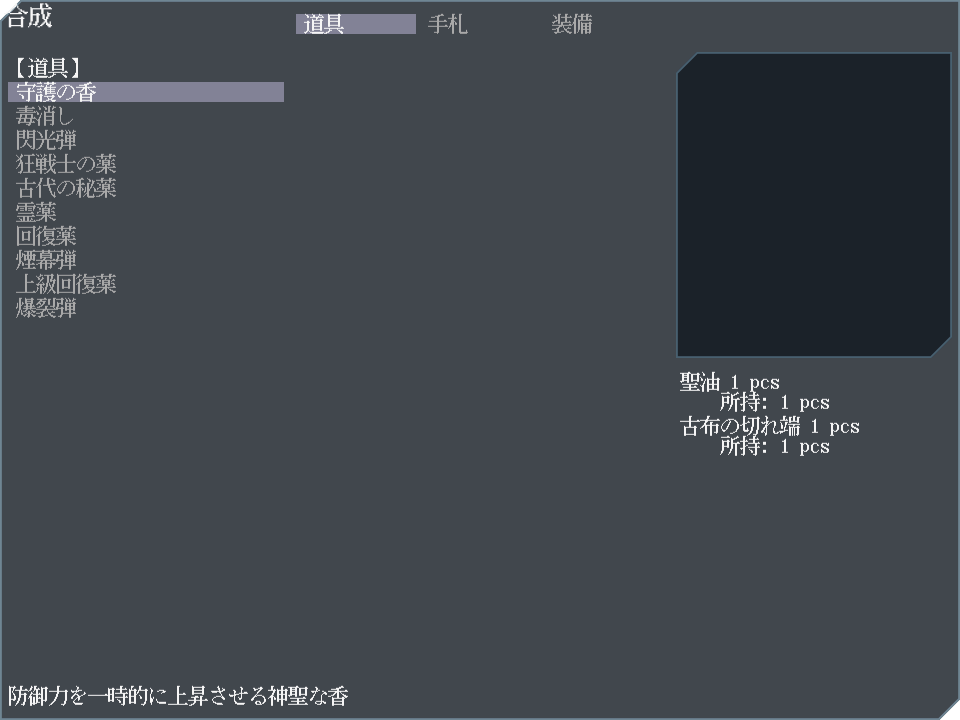 合成
道具 手札 装備
【道具】
守護の香
毒消し
閃光弾
狂戦士の薬
古代の秘薬
霊薬
回復薬
煙幕弾
上級回復薬
爆裂弾
聖油 1 pcs
所持: 1 pcs
古布の切れ端 1 pcs
所持: 1 pcs
防御力を一時的に上昇させる神聖な香